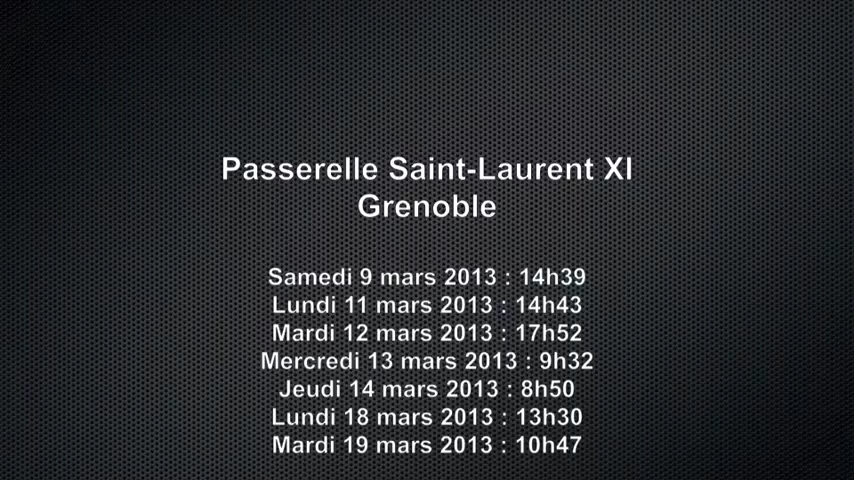 Passerelle Saint-Laurent XI
Grenoble
Samedi 9 mars 2013 : 14h39
Lundi 11 mars 2013 : 14h43
Mardi 12 mars 2013 : 17h52
Mercredi 13 mars 2013 : 9h32
Jeudi 14 mars 2013 : 8h50
Lundi 18 mars 2013 : 13h30
Mardi 19 mars 2013 : 10h47